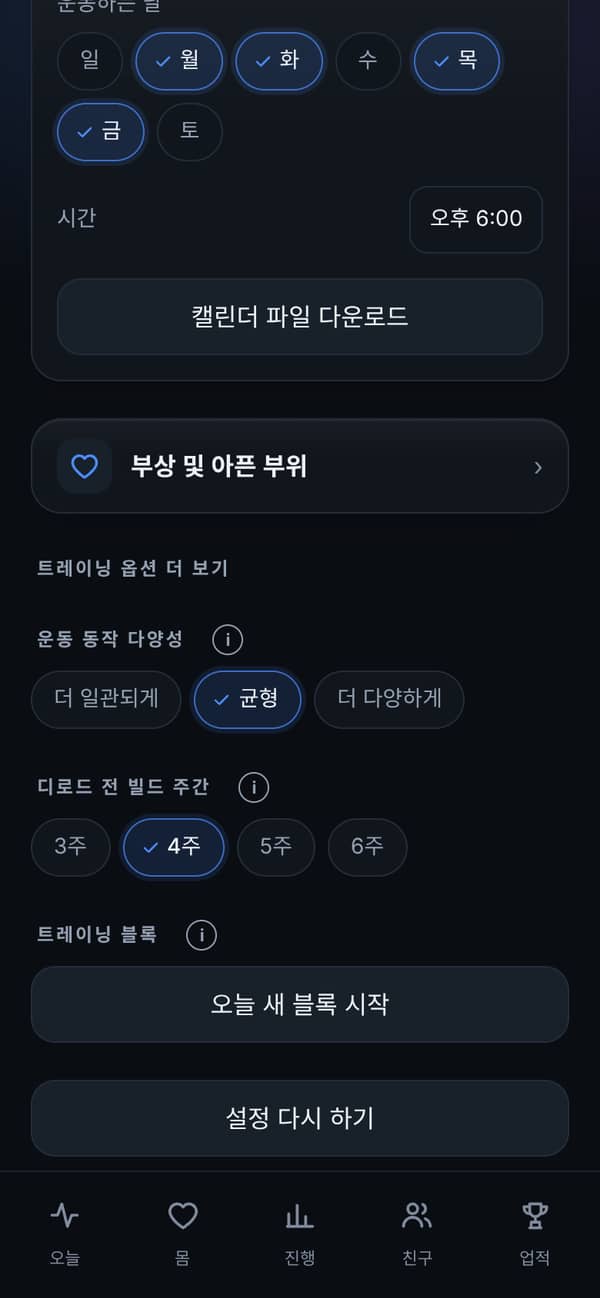 운동하는 날
일
월
화
수
목
금
토
시간
오후 6:00
캘린더 파일 다운로드
부상 및 아픈 부위
트레이닝 옵션 더 보기
운동 동작 다양성
더 일관되게
균형
더 다양하게
디로드 전 빌드 주간
3주
4주
5주
6주
트레이닝 블록
오늘 새 블록 시작
설정 다시 하기
오늘
몸
진행
친구
업적